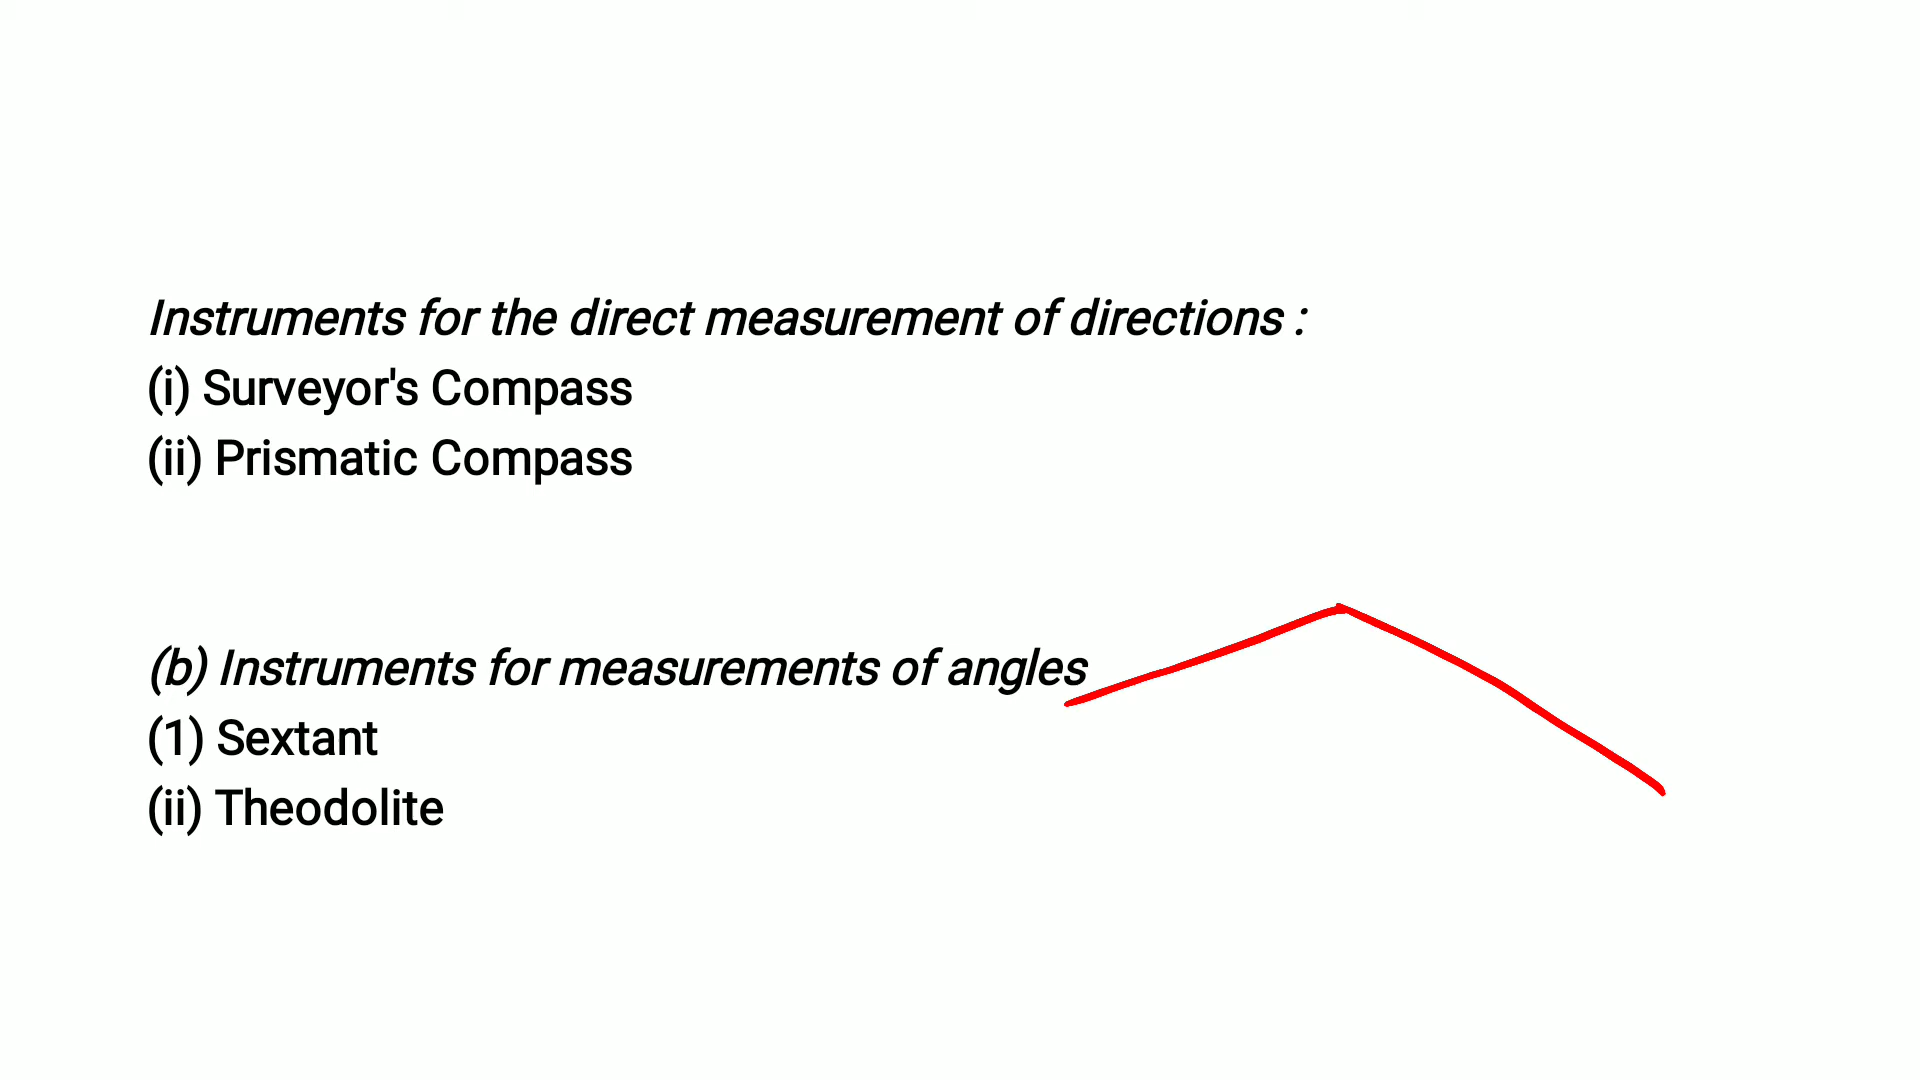 Instruments for the direct measurement of directions :
(i) Surveyor's Compass
(ii) Prismatic Compass
(b) Instruments for measurements of angles
(1) Sextant
(ii) Theodolite